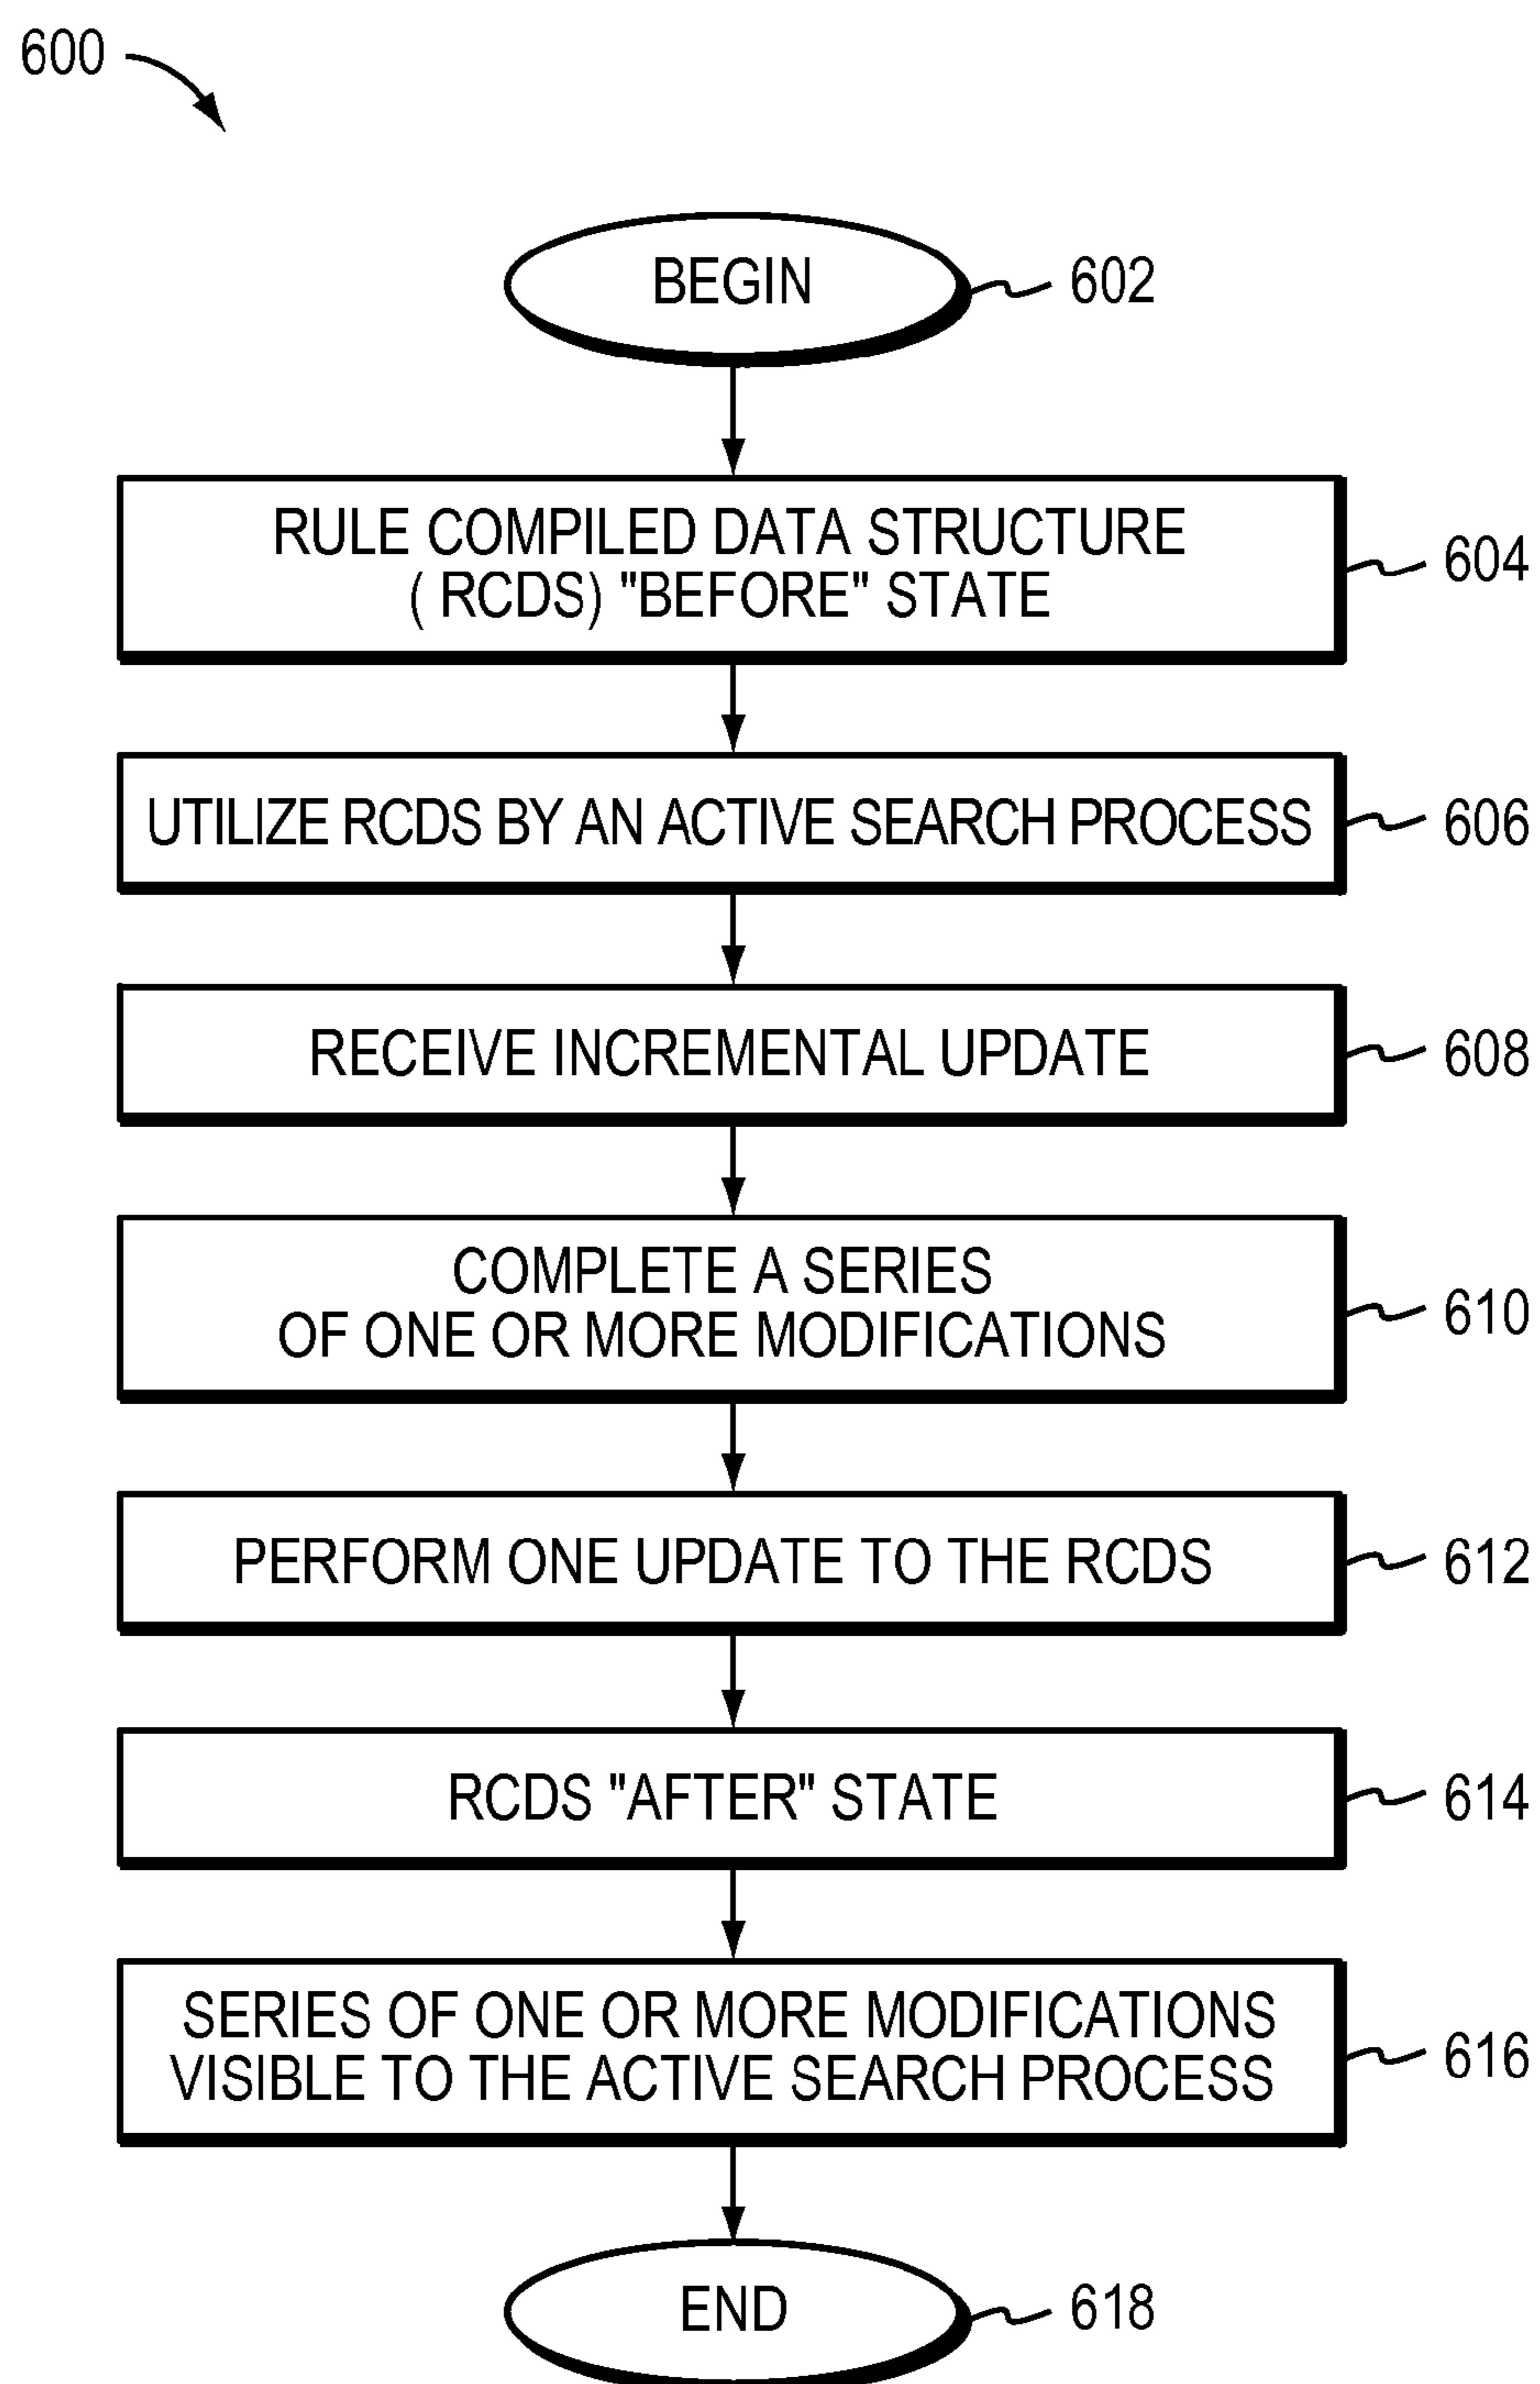 600
BEGIN
602
RULE COMPILED DATA STRUCTURE
( RCDS) "BEFORE" STATE
604
UTILIZE RCDS BY AN ACTIVE SEARCH PROCESS
606
RECEIVE INCREMENTAL UPDATE
608
COMPLETE A SERIES
OF ONE OR MORE MODIFICATIONS
610
PERFORM ONE UPDATE TO THE RCDS
612
RCDS "AFTER" STATE
614
SERIES OF ONE OR MORE MODIFICATIONS
VISIBLE TO THE ACTIVE SEARCH PROCESS
616
END
618